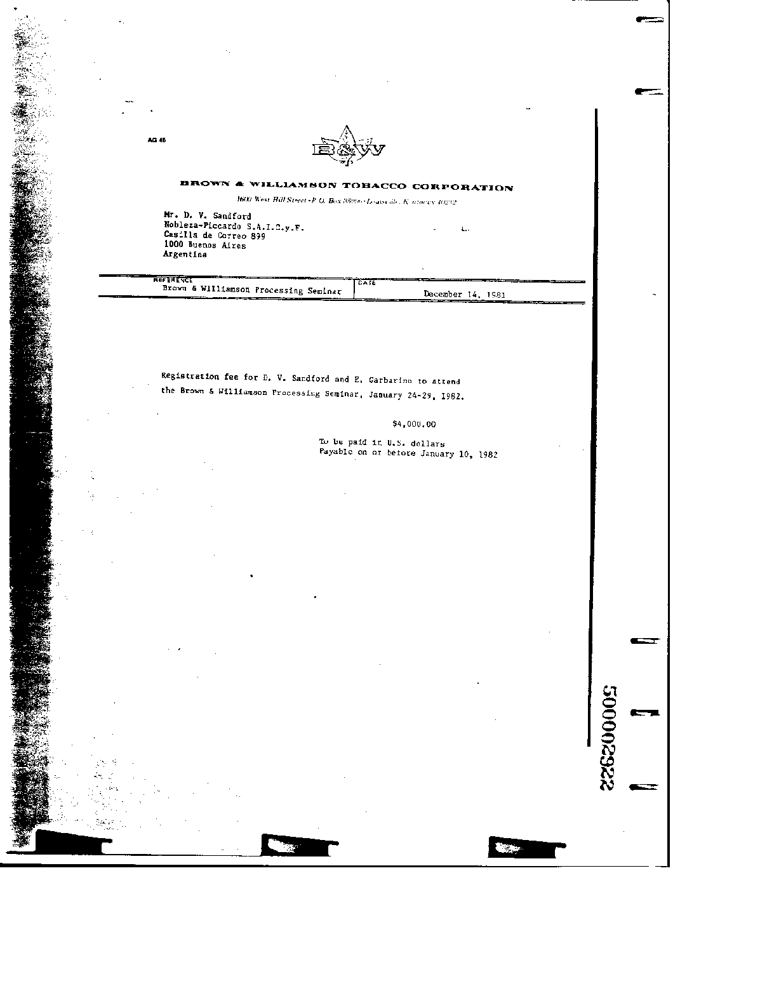 AG 45
B&W
BROWN & WILLIAMSON TOBACCO CORPORATION
1600 West Hill Street • P. O. Box Louisville, Kentucky 40232
Mr. D. V. Sandford
Nobleza-Piccardo S.A.I.C.y.F.
Casilla de Correo 899
1000 Buenos Aires
Argentina
REFERENCE
DATE
Brown & Williamson Processing Seminar
December 14, 1981
Registration fee for D. V. Sandford and E. Garbarino to attend
the Brown & Williamson Processing Seminar, January 24-29, 1982.
$4,000.00
To be paid in U.S. dollars
Payable on or before January 10, 1982
500002922